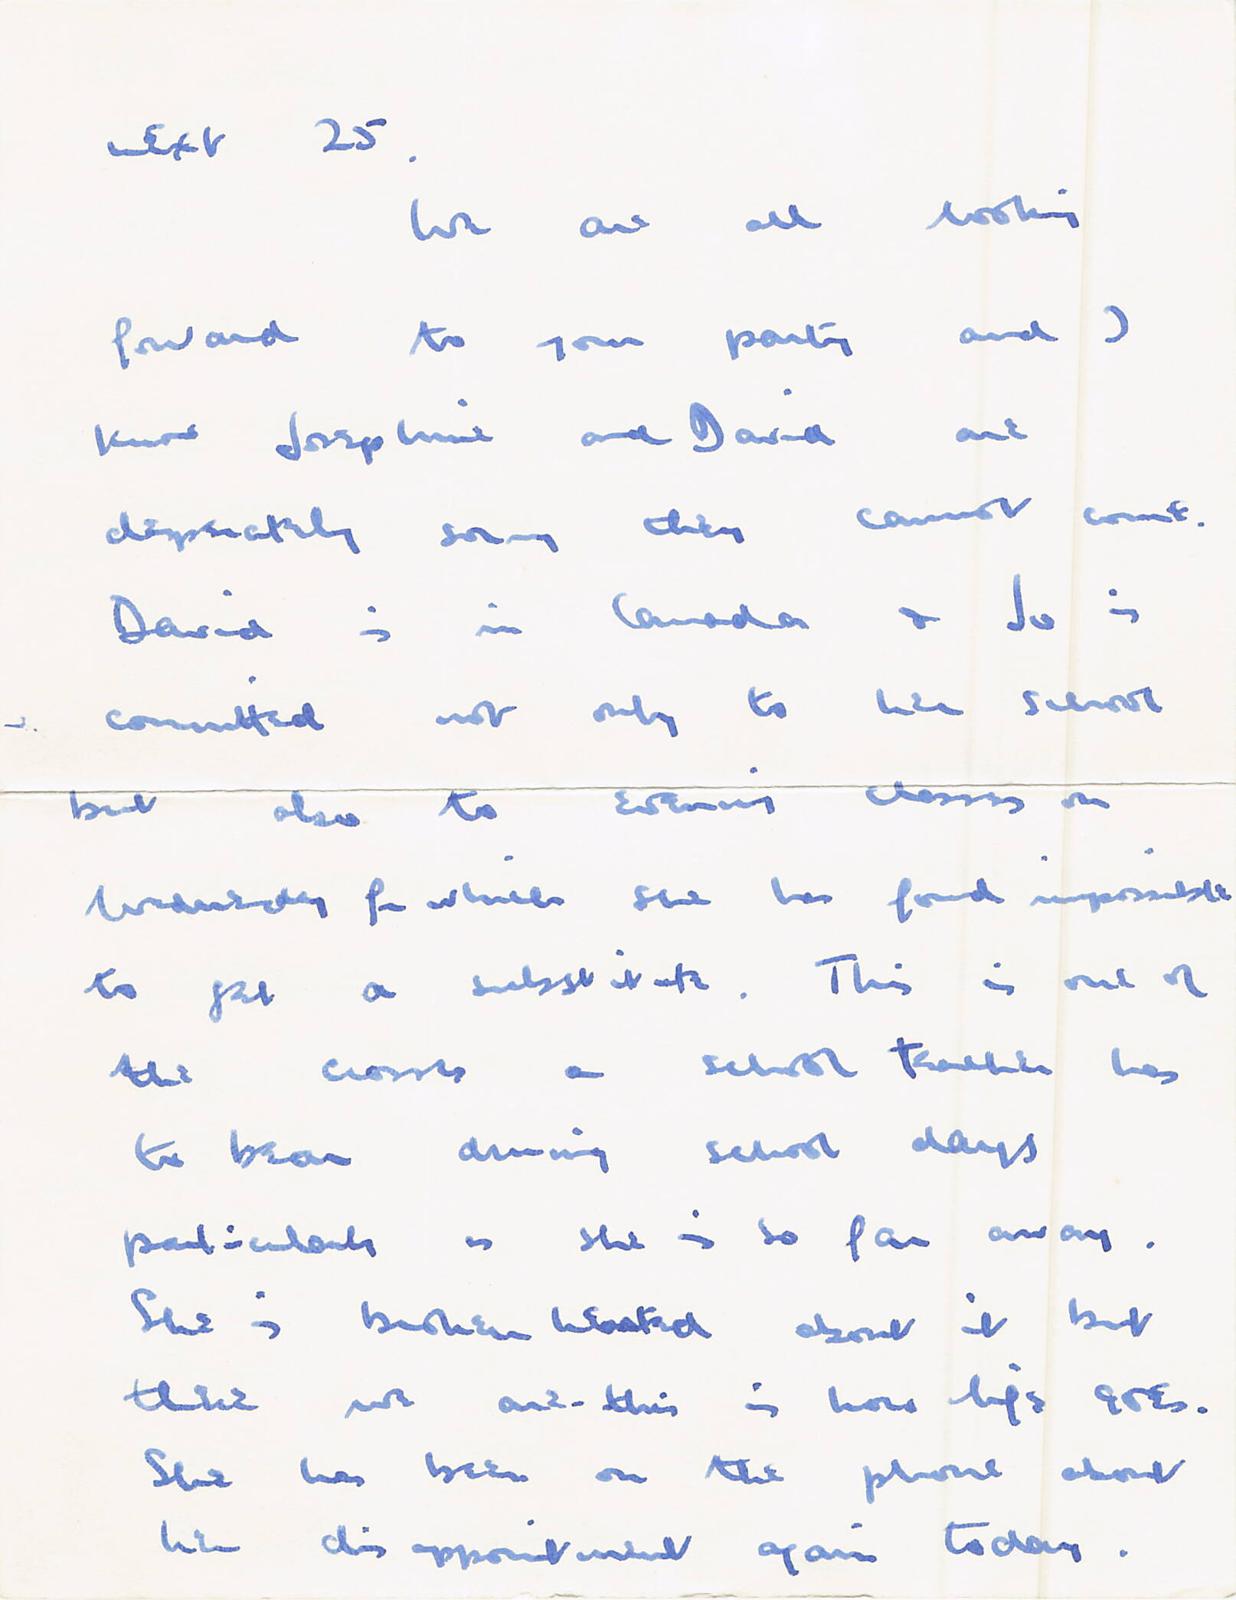 next 25.
We are all looking
forward to your party and I
know Josephine and David are
desperately sorry they cannot come.
David is in Canada & Jo is
committed not only to her school
but also to evening classes on
Wednesday for which she has found impossible
to get a substitute. This is one of
the crosses a school teacher has
to bear during school days
particularly as she is so far away.
She is broken hearted about it but
there we are - this is how life goes.
She has been on the phone about
her disappointment again today.